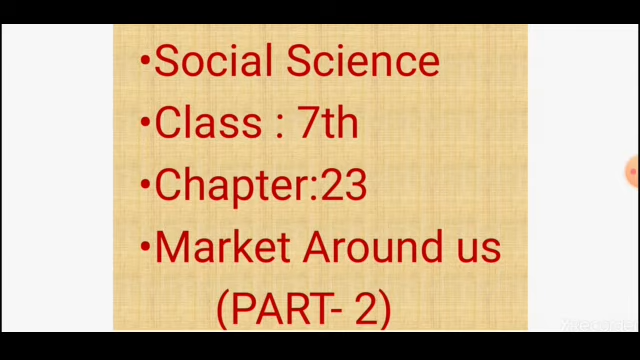 •Social Science
•Class : 7th
•Chapter:23
•Market Around us
(PART- 2)